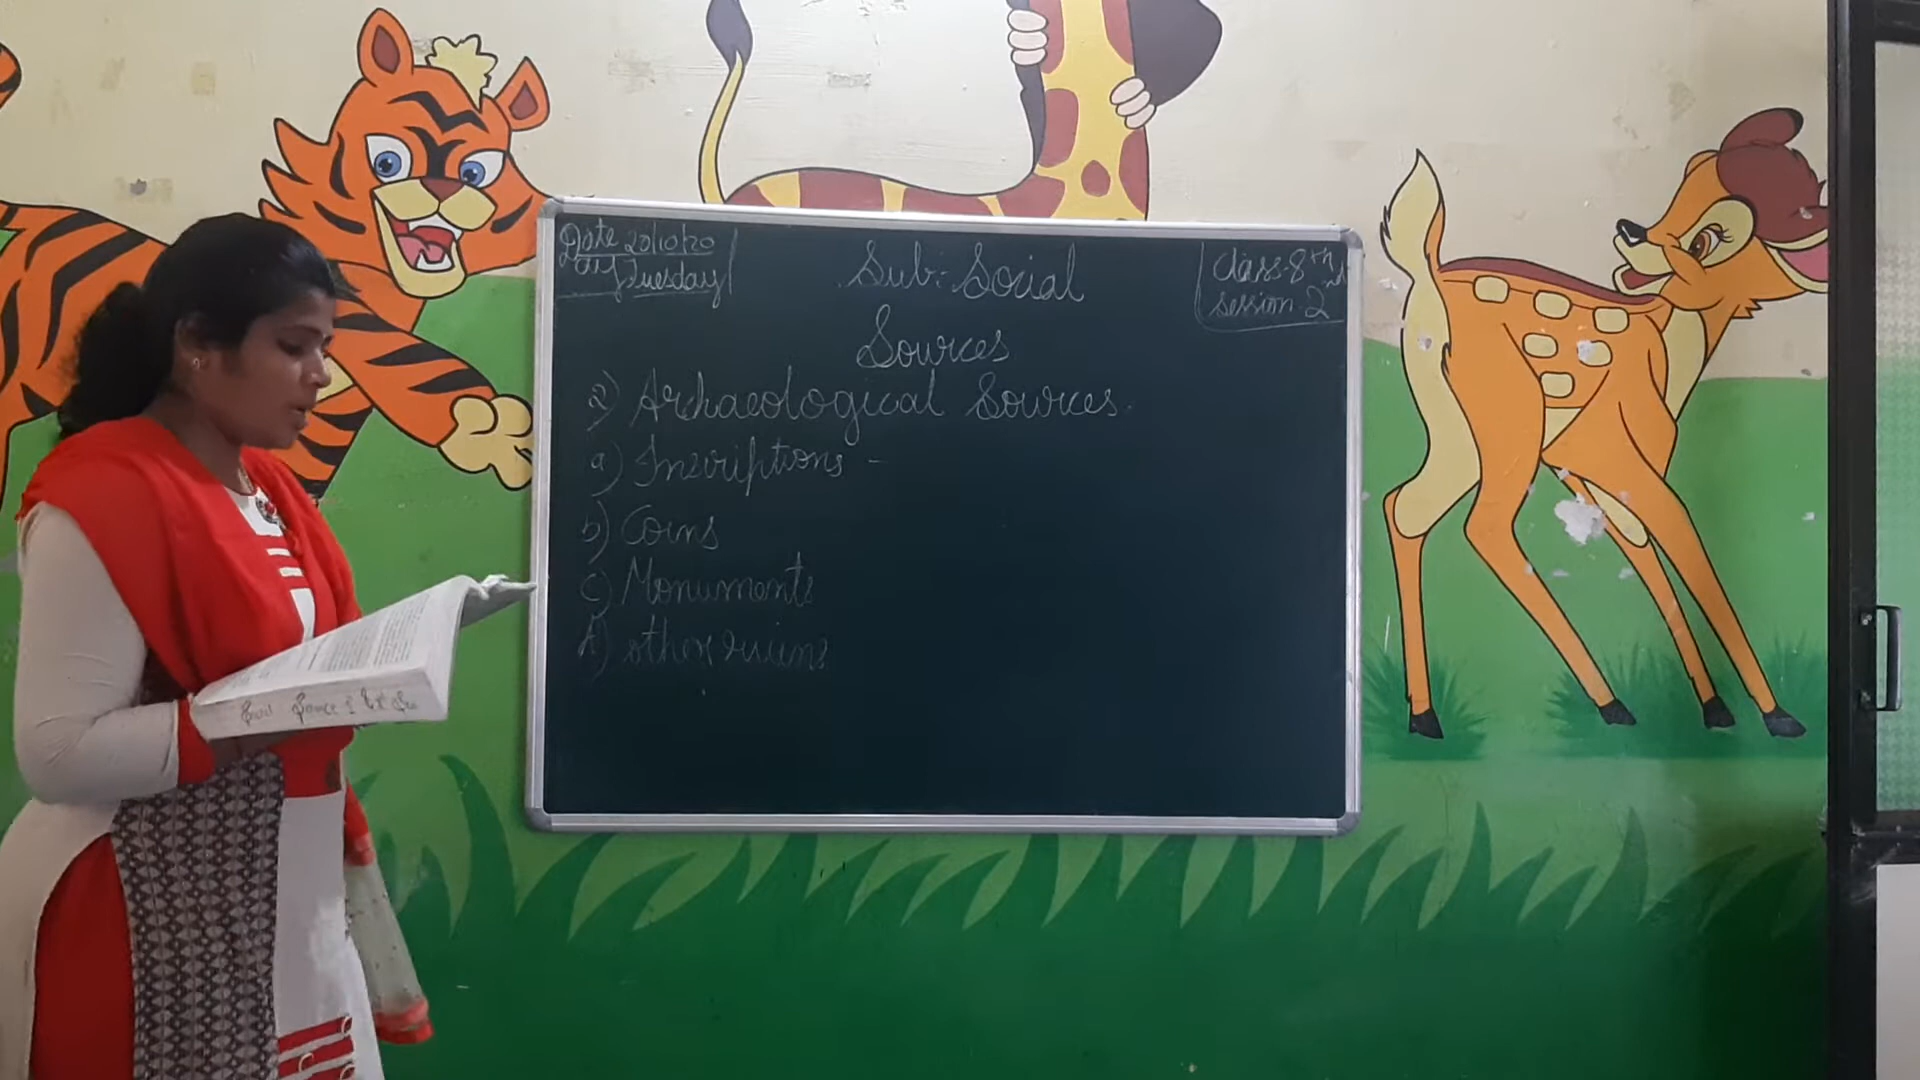 Date 20/10/20
Day Tuesday
Sub:- Social
Class-8th
Session-2
Sources
2) Archaeological Sources.
a) Inscriptions -
b) Coins
c) Monuments
d) other ruins